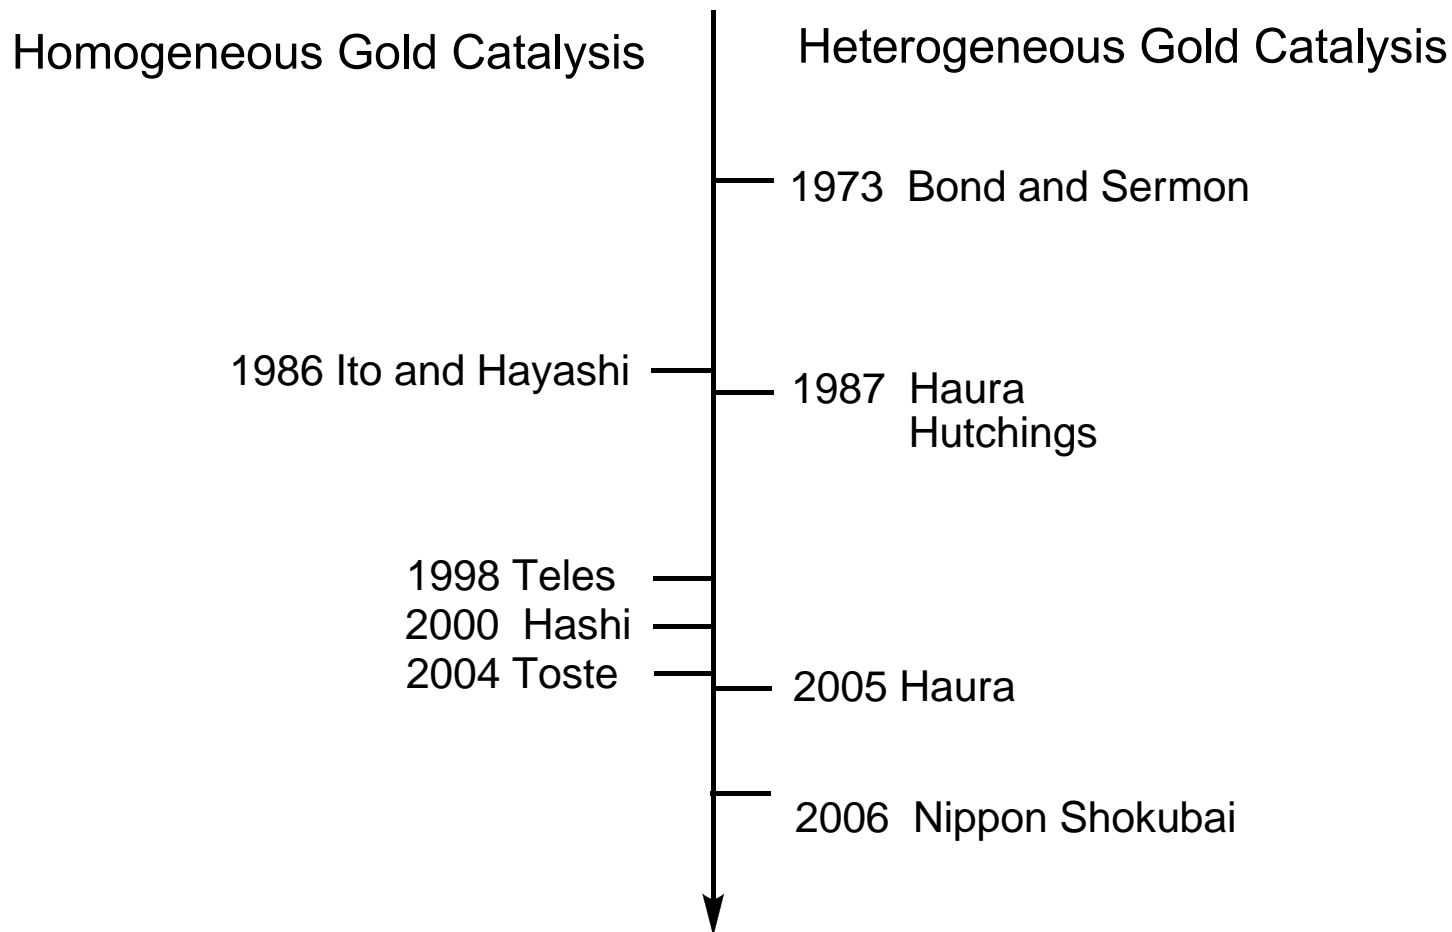 Homogeneous Gold Catalysis
Heterogeneous Gold Catalysis
1973 Bond and Sermon
1986 Ito and Hayashi
1987 Haura
Hutchings
1998 Teles
2000 Hashi
2004 Toste
2005 Haura
2006 Nippon Shokubai